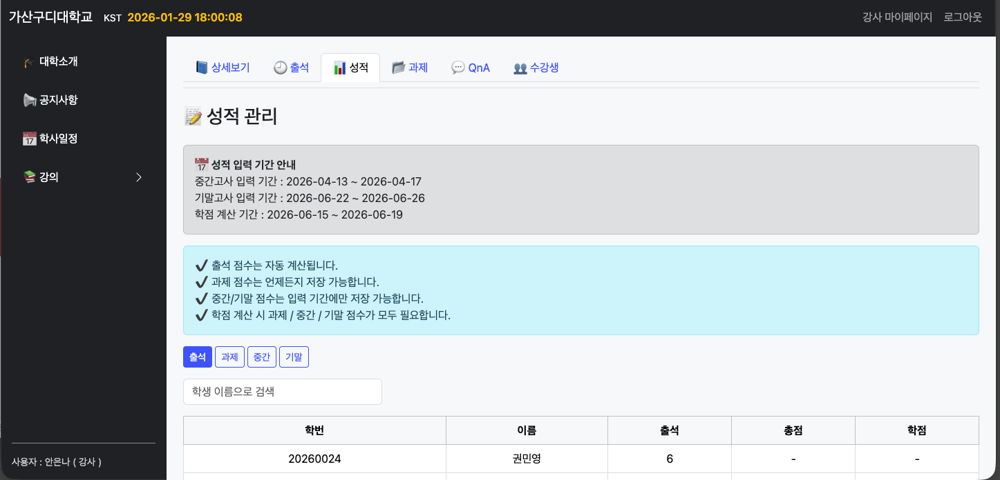 가산구디대학교 KST 2026-01-29 18:00:08
강사 마이페이지 로그아웃
대학소개
공지사항
학사일정
강의
사용자 : 안은나 ( 강사 )
상세보기 출석 성적 과제 QnA 수강생
성적 관리
성적 입력 기간 안내
중간고사 입력 기간 : 2026-04-13 ~ 2026-04-17
기말고사 입력 기간 : 2026-06-22 ~ 2026-06-26
학점 계산 기간 : 2026-06-15 ~ 2026-06-19
✔ 출석 점수는 자동 계산됩니다.
✔ 과제 점수는 언제든지 저장 가능합니다.
✔ 중간/기말 점수는 입력 기간에만 저장 가능합니다.
✔ 학점 계산 시 과제 / 중간 / 기말 점수가 모두 필요합니다.
출석 과제 중간 기말
학생 이름으로 검색
학번 이름 출석 총점 학점
20260024 권민영 6 - -